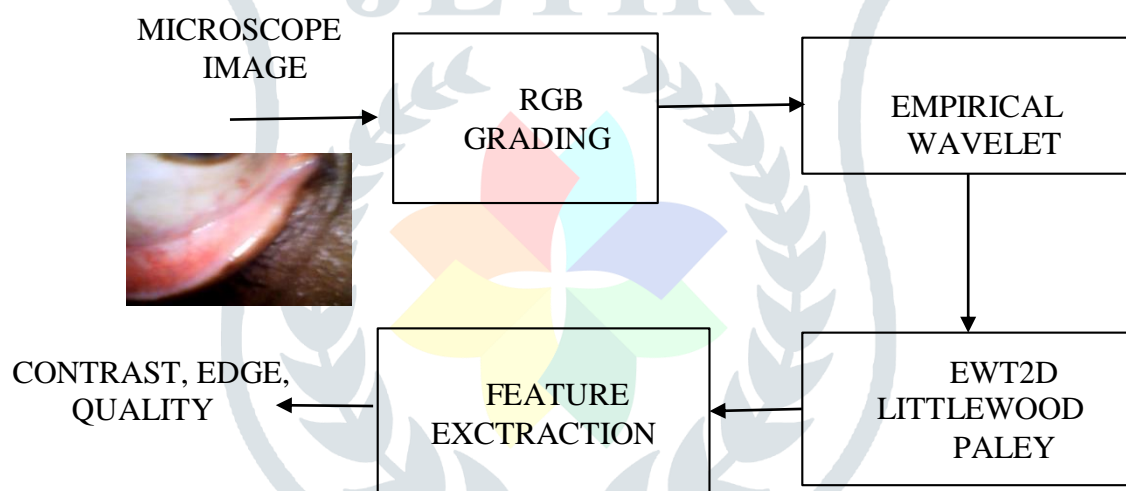 MICROSCOPE
IMAGE
RGB
GRADING
EMPIRICAL
WAVELET
EWT2D
LITTLEWOOD
PALEY
FEATURE
EXCTRACTION
CONTRAST, EDGE,
QUALITY